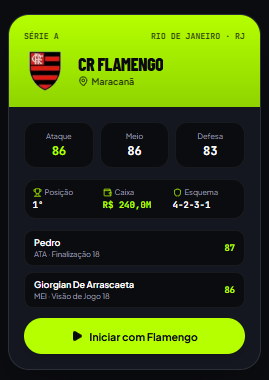 SÉRIE A
RIO DE JANEIRO · RJ
CR FLAMENGO
Maracanã
Ataque
Meio
Defesa
86
86
83
Posição
Caixa
Esquema
1º
R$ 240,0M
4-2-3-1
Pedro
ATA · Finalização 18
87
Giorgian De Arrascaeta
MEI · Visão de Jogo 18
86
Iniciar com Flamengo